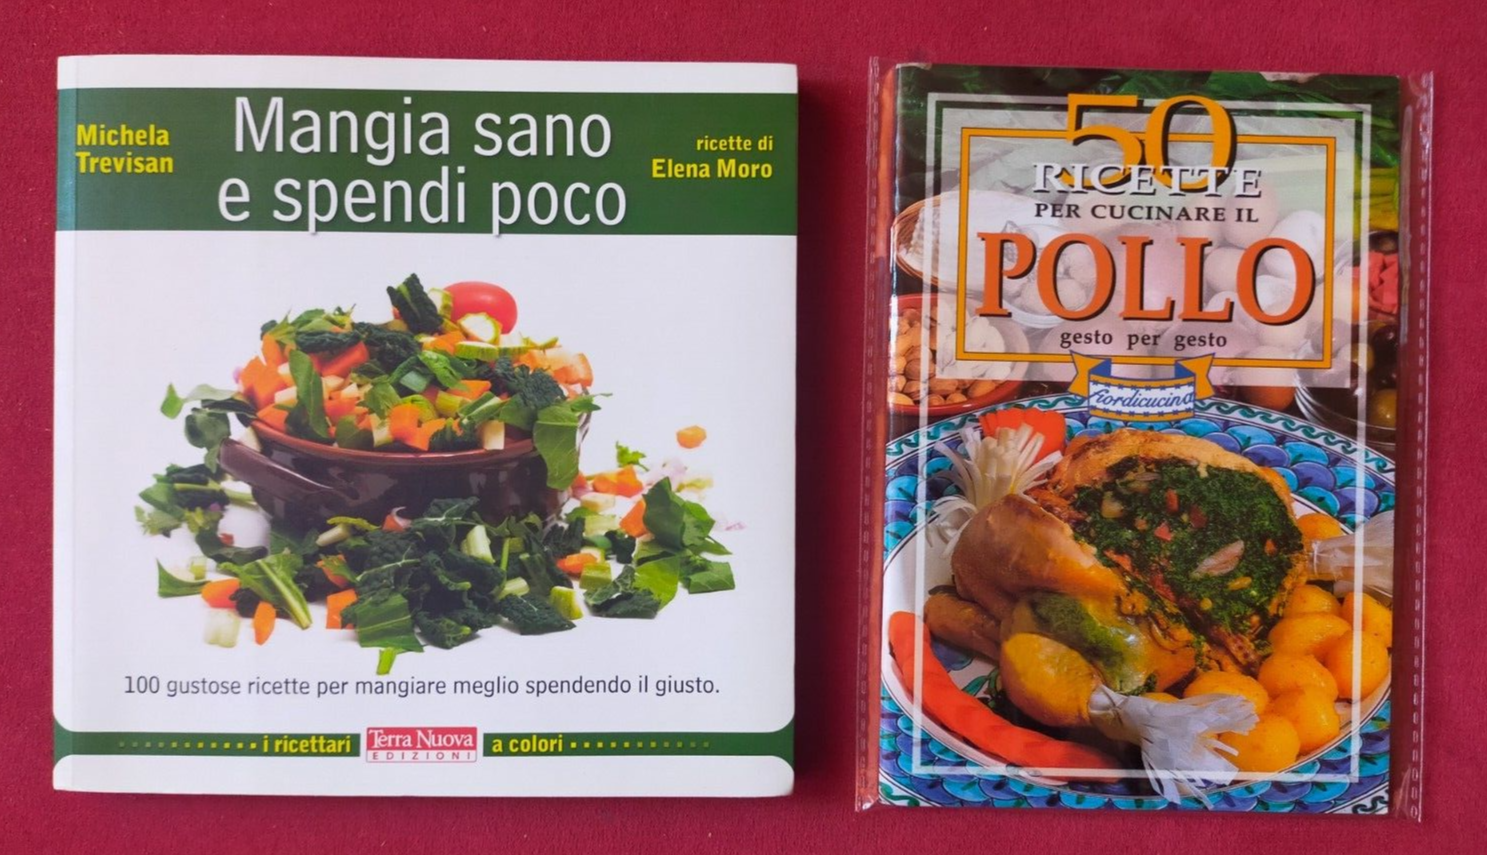 Michela
Trevisan
Mangia sano
e spendi poco
ricette di
Elena Moro
100 gustose ricette per mangiare meglio spendendo il giusto.
i ricettari
Terra Nuova
EDIZIONI
a colori
50
RICETTE
PER CUCINARE IL
POLLO
gesto per gesto
fiordicucina